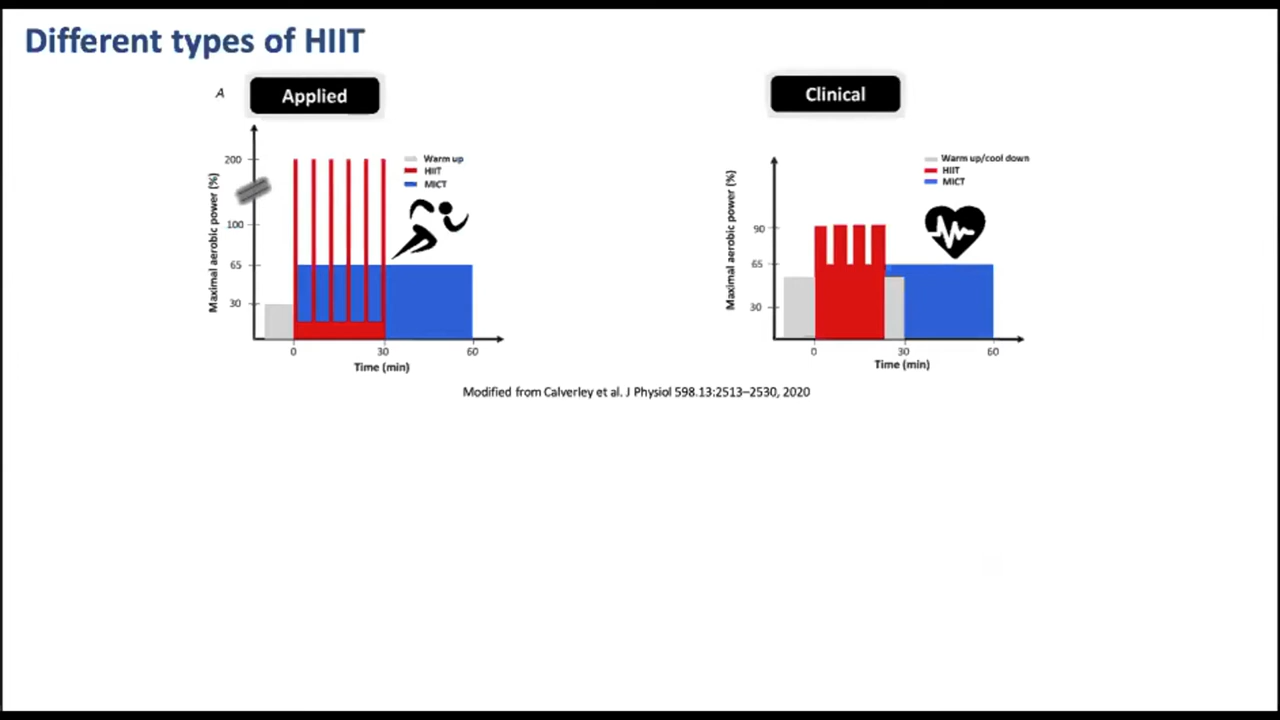 Different types of HIIT
A
Applied
200
100
65
30
Maximal aerobic power (%)
Warm up
HIIT
MICT
0
30
60
Time (min)
Clinical
90
65
30
Maximal aerobic power (%)
Warm up/cool down
HIIT
MICT
0
30
60
Time (min)
Modified from Calverley et al. J Physiol 598.13:2513–2530, 2020